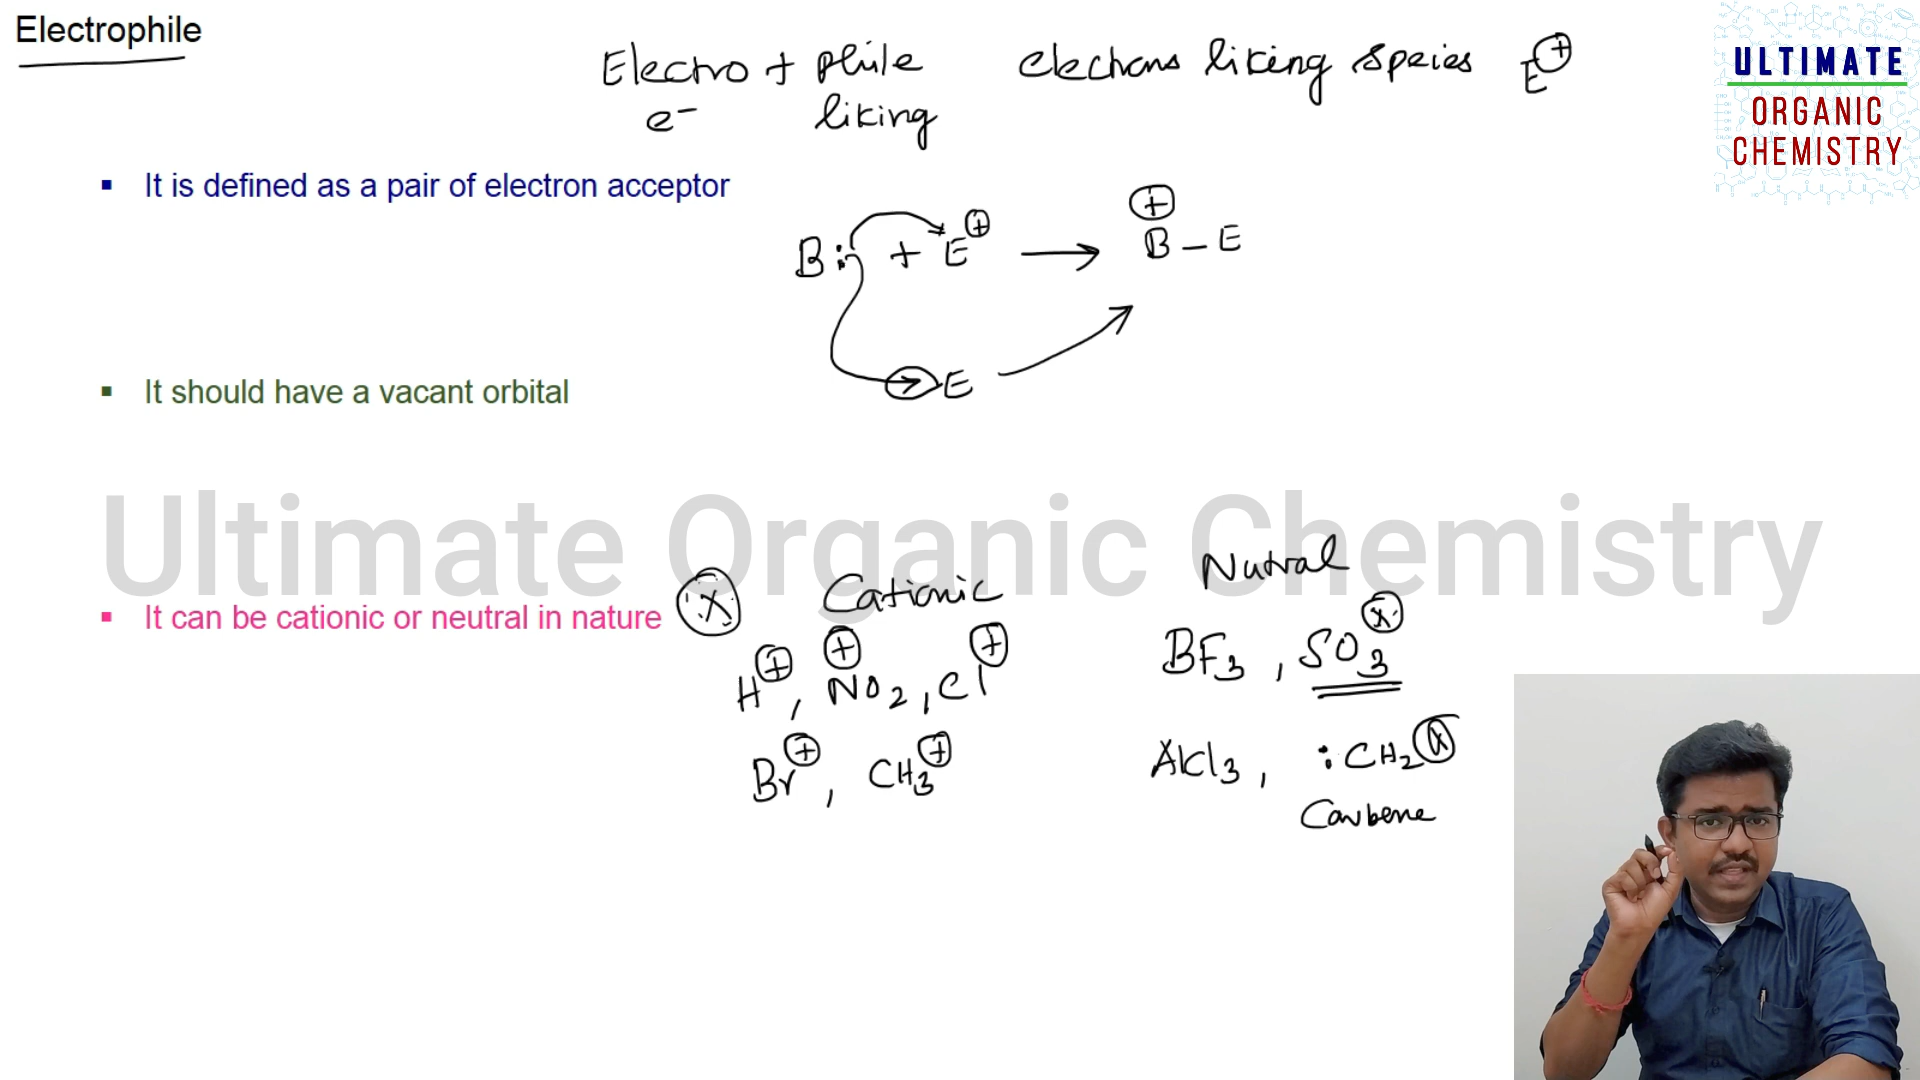 Electrophile
Electro + phile electrons liking Speies E⊕
e⁻ liking
ULTIMATE
ORGANIC
CHEMISTRY
▪ It is defined as a pair of electron acceptor
B: + E⊕ → ⊕B – E
▪ It should have a vacant orbital
E
Ultimate Organic Chemistry
▪ It can be cationic or neutral in nature
X
Cationic
Nutral
H⊕, ⊕NO2, Cl⊕
BF3, SO3
Br⊕, CH3⊕
AlCl3, :CH2
Carbene